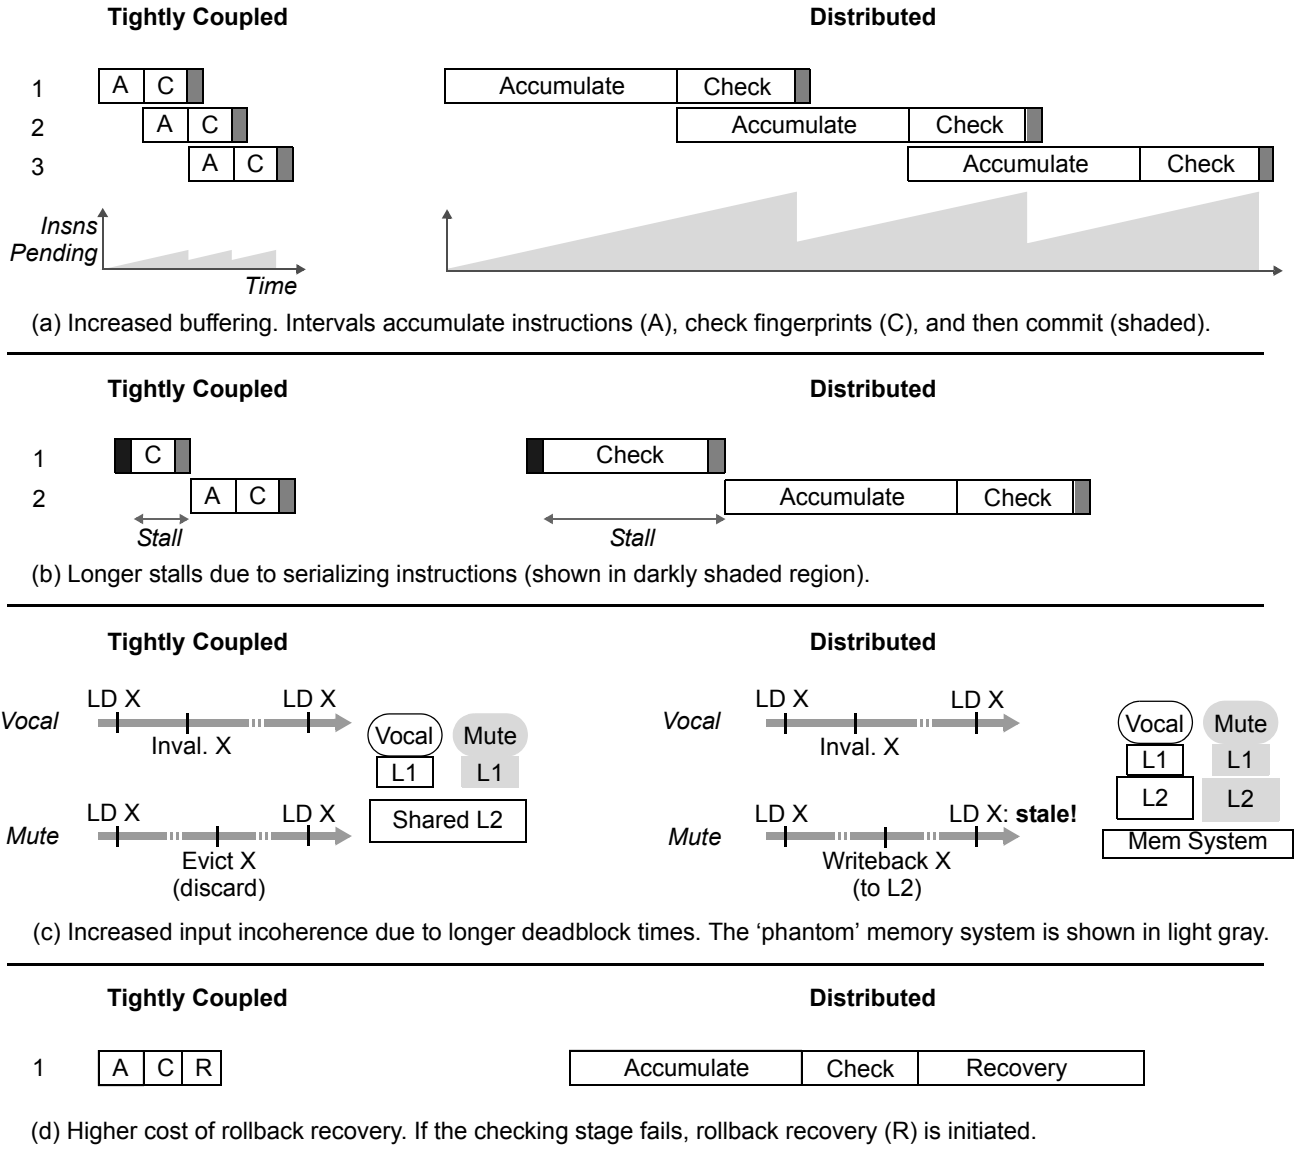 Tightly Coupled
Distributed
1
A
C
Accumulate
Check
2
A
C
Accumulate
Check
3
A
C
Accumulate
Check
Insns
Pending
Time
(a) Increased buffering. Intervals accumulate instructions (A), check fingerprints (C), and then commit (shaded).
Tightly Coupled
Distributed
1
C
Check
2
A
C
Accumulate
Check
Stall
Stall
(b) Longer stalls due to serializing instructions (shown in darkly shaded region).
Tightly Coupled
Distributed
Vocal
LD X
LD X
Inval. X
Mute
LD X
LD X
Evict X
(discard)
Vocal
Mute
L1
L1
Shared L2
Vocal
LD X
LD X
Inval. X
Mute
LD X
LD X: stale!
Writeback X
(to L2)
Vocal
Mute
L1
L1
L2
L2
Mem System
(c) Increased input incoherence due to longer deadblock times. The ‘phantom’ memory system is shown in light gray.
Tightly Coupled
Distributed
1
A
C
R
Accumulate
Check
Recovery
(d) Higher cost of rollback recovery. If the checking stage fails, rollback recovery (R) is initiated.